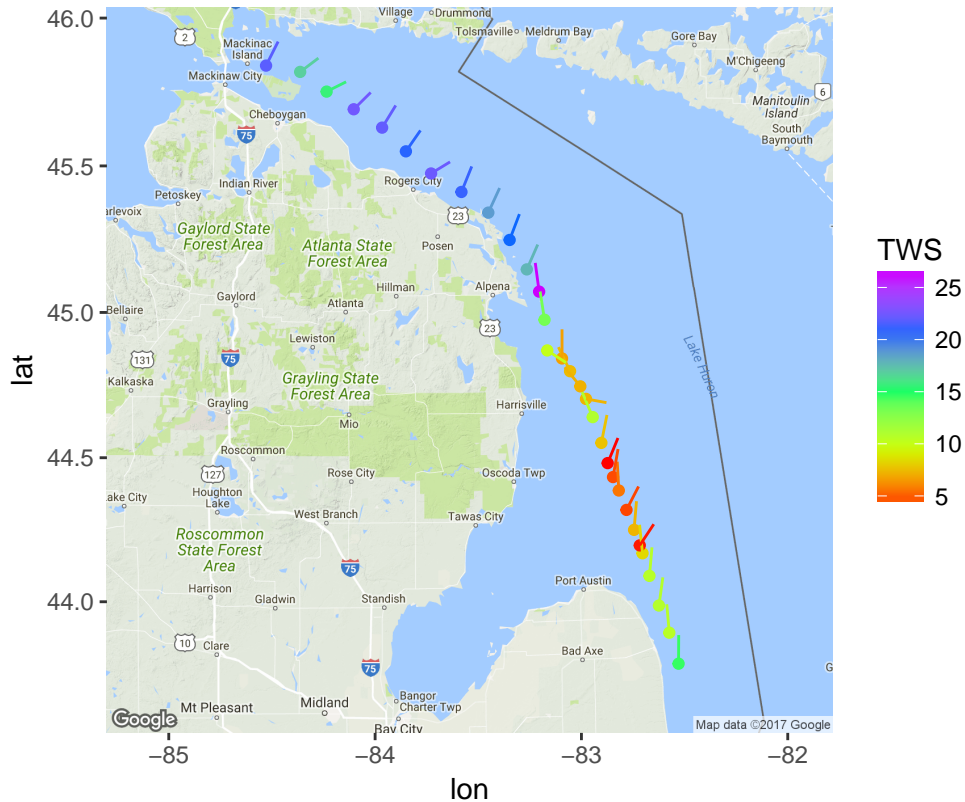 46.0
45.5
45.0
44.5
44.0
lat
−85
−84
−83
−82
lon
TWS
25
20
15
10
5
Village
Drummond
Tolsmaville
Meldrum Bay
Gore Bay
2
Mackinac
Island
M'Chigeeng
Mackinaw City
6
Manitoulin
Island
Cheboygan
South
Baymouth
75
Indian River
Rogers City
Petoskey
arlevoix
23
Gaylord State
Forest Area
Atlanta State
Forest Area
Posen
Hillman
Alpena
Gaylord
Atlanta
Bellaire
23
Lewiston
131
75
Lake Huron
Kalkaska
Grayling State
Forest Area
Grayling
Mio
Harrisville
Roscommon
127
Rose City
Oscoda Twp
Houghton
Lake
ake City
West Branch
Tawas City
Roscommon
State Forest
Area
75
Port Austin
Harrison
Gladwin
Standish
10
Clare
Bad Axe
75
G
Mt Pleasant
Midland
Bangor
Charter Twp
Bay City
Google
Map data ©2017 Google